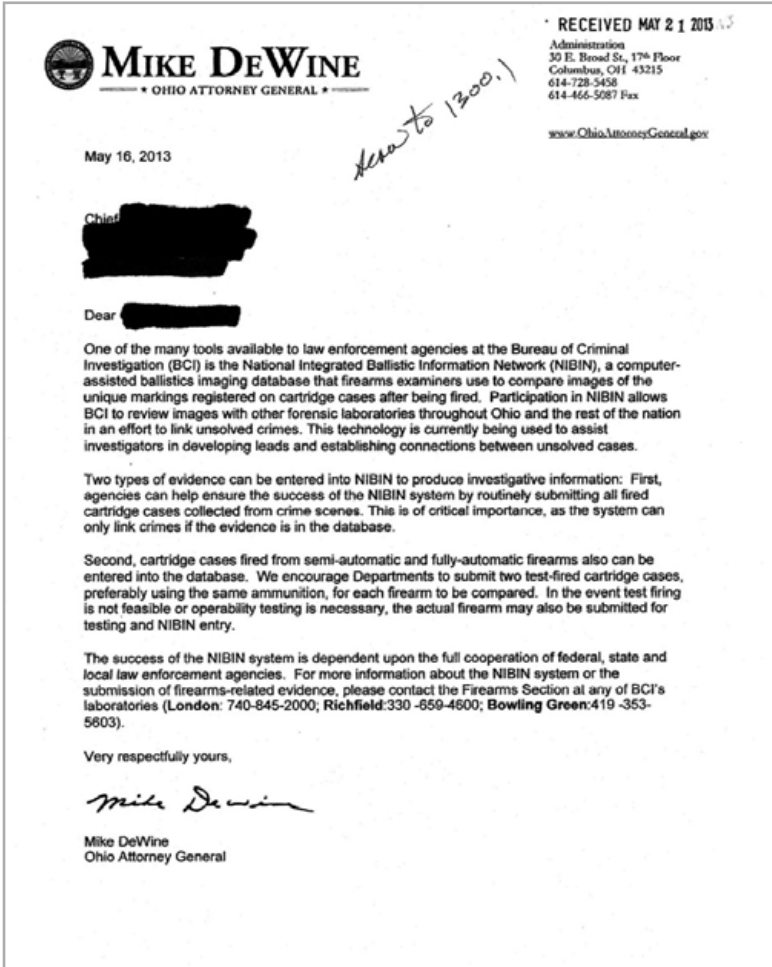 RECEIVED MAY 21 2013
MIKE DEWINE
★ OHIO ATTORNEY GENERAL ★
Administration
30 E. Broad St., 17th Floor
Columbus, OH 43215
614-728-5458
614-466-5087 Fax
www.OhioAttorneyGeneral.gov
to 1300.)
May 16, 2013
Chief
Dear
One of the many tools available to law enforcement agencies at the Bureau of Criminal
Investigation (BCI) is the National Integrated Ballistic Information Network (NIBIN), a computer-
assisted ballistics imaging database that firearms examiners use to compare images of the
unique markings registered on cartridge cases after being fired. Participation in NIBIN allows
BCI to review images with other forensic laboratories throughout Ohio and the rest of the nation
in an effort to link unsolved crimes. This technology is currently being used to assist
investigators in developing leads and establishing connections between unsolved cases.
Two types of evidence can be entered into NIBIN to produce investigative information: First,
agencies can help ensure the success of the NIBIN system by routinely submitting all fired
cartridge cases collected from crime scenes. This is of critical importance, as the system can
only link crimes if the evidence is in the database.
Second, cartridge cases fired from semi-automatic and fully-automatic firearms also can be
entered into the database. We encourage Departments to submit two test-fired cartridge cases,
preferably using the same ammunition, for each firearm to be compared. In the event test firing
is not feasible or operability testing is necessary, the actual firearm may also be submitted for
testing and NIBIN entry.
The success of the NIBIN system is dependent upon the full cooperation of federal, state and
local law enforcement agencies. For more information about the NIBIN system or the
submission of firearms-related evidence, please contact the Firearms Section at any of BCI's
laboratories (London: 740-845-2000; Richfield:330 -659-4600; Bowling Green:419 -353-
5603).
Very respectfully yours,
Mike DeWine
Mike DeWine
Ohio Attorney General